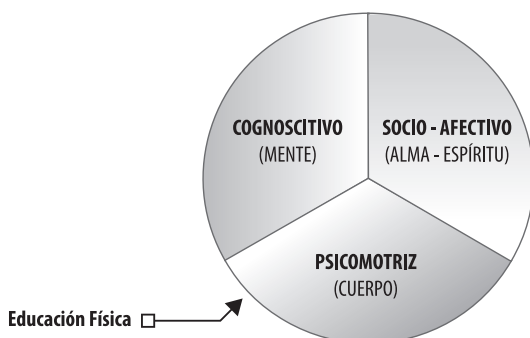 COGNOSCITIVO
(MENTE)
SOCIO - AFECTIVO
(ALMA - ESPÍRITU)
PSICOMOTRIZ
(CUERPO)
Educación Física